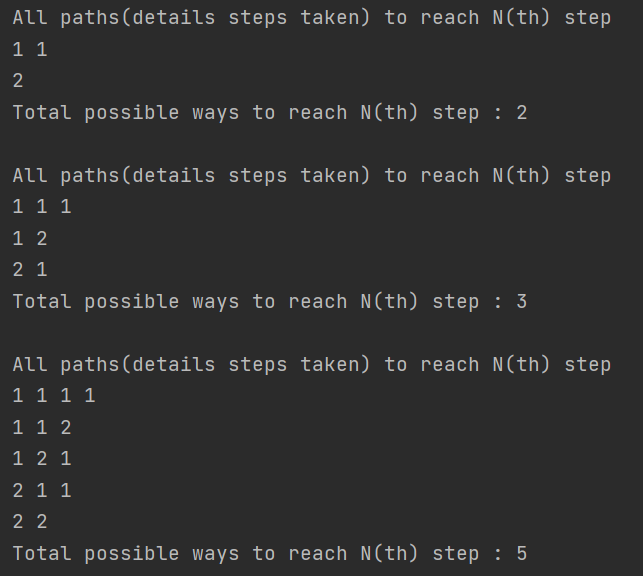 All paths(details steps taken) to reach N(th) step
1 1
2
Total possible ways to reach N(th) step : 2
All paths(details steps taken) to reach N(th) step
1 1 1
1 2
2 1
Total possible ways to reach N(th) step : 3
All paths(details steps taken) to reach N(th) step
1 1 1 1
1 1 2
1 2 1
2 1 1
2 2
Total possible ways to reach N(th) step : 5